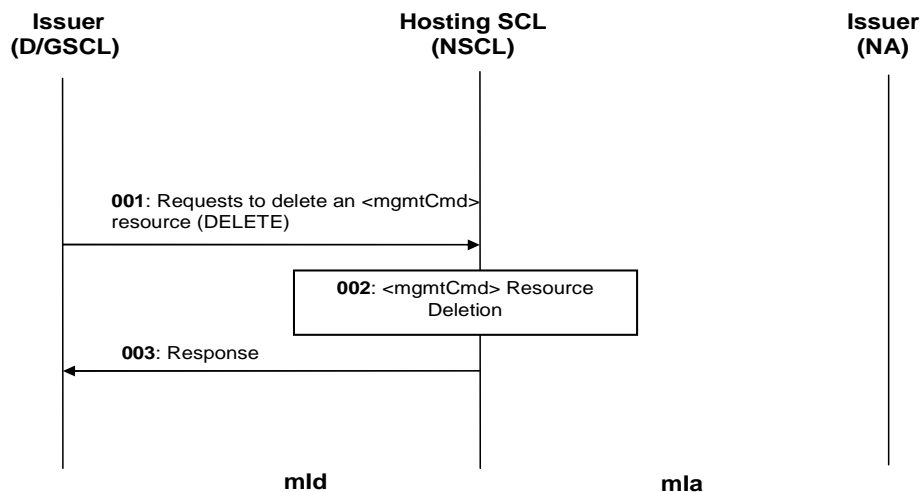 Issuer
(D/GSCL)
Hosting SCL
(NSCL)
Issuer
(NA)
001: Requests to delete an <mgmtCmd>
resource (DELETE)
002: <mgmtCmd> Resource
Deletion
003: Response
mId
mIa